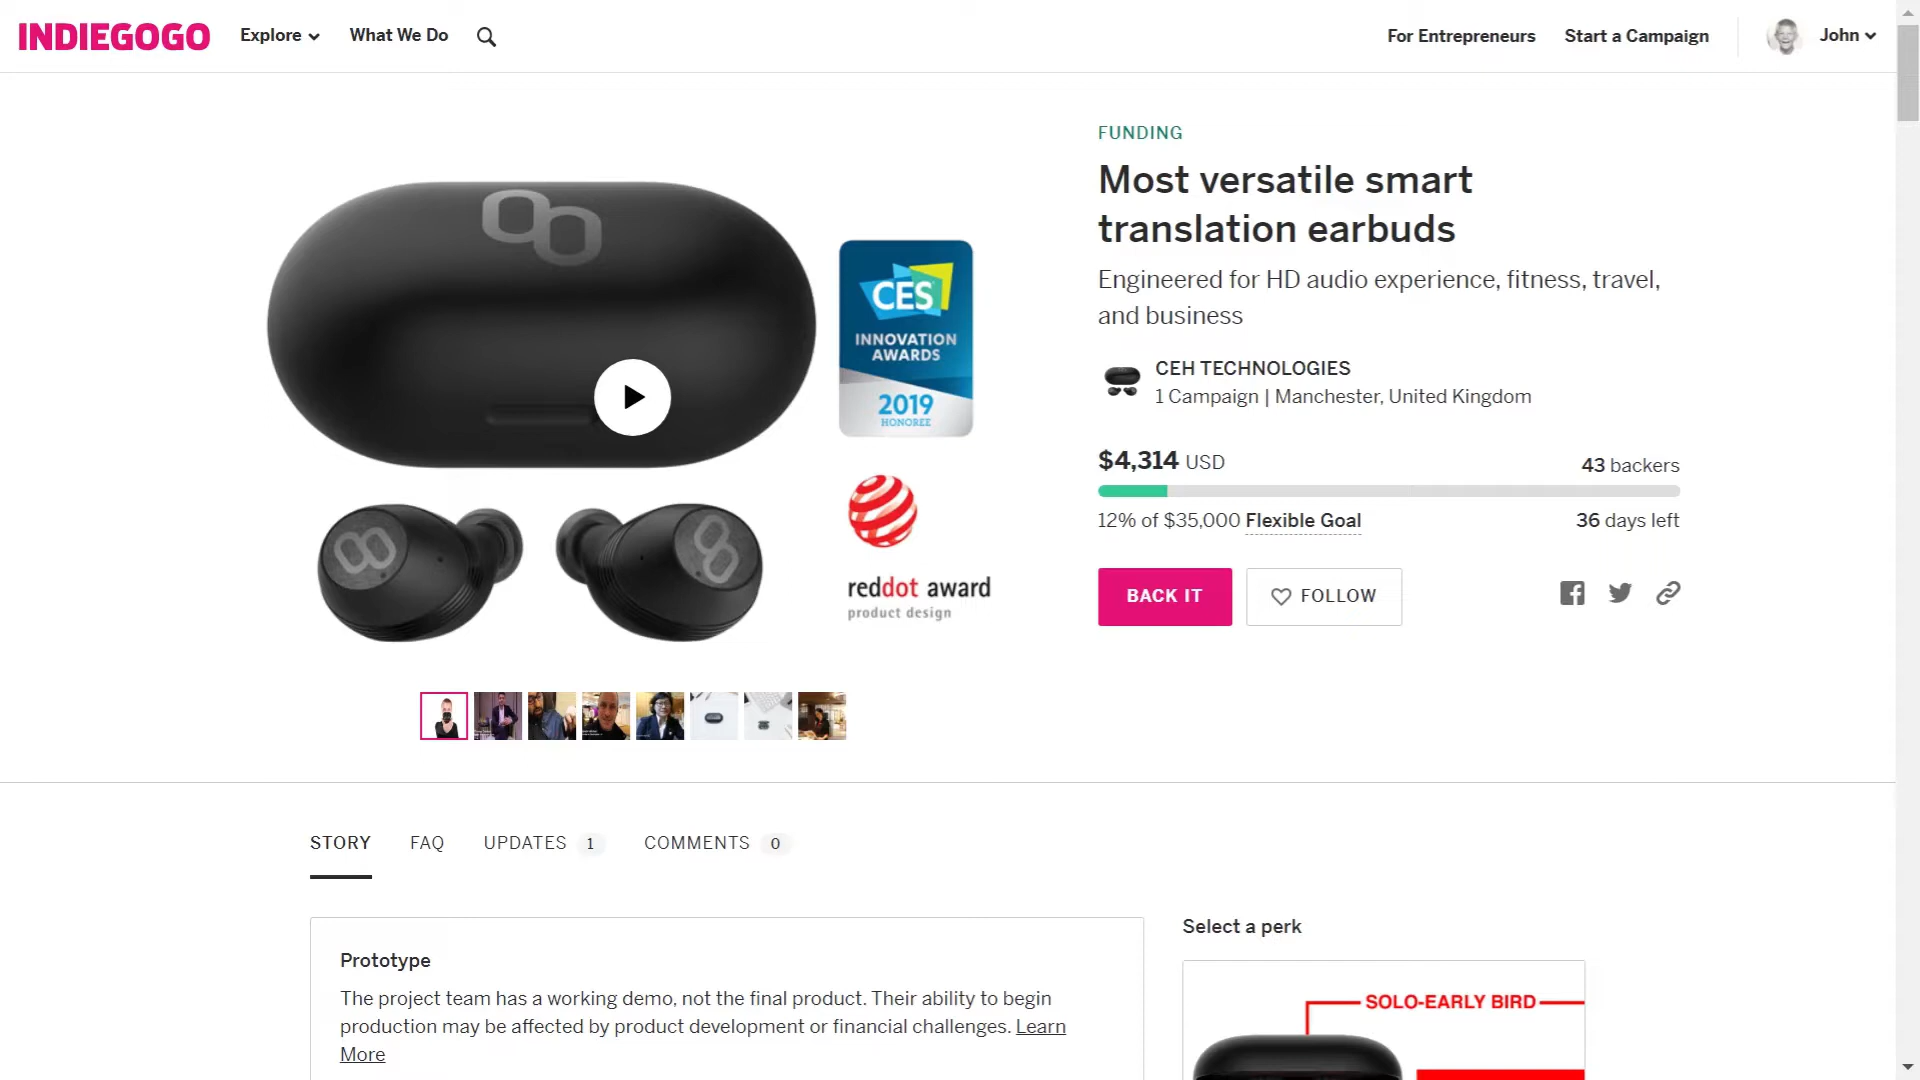 INDIEGOGO
Explore
What We Do
For Entrepreneurs
Start a Campaign
John
CES
INNOVATION
AWARDS
2019
HONOREE
reddot award
product design
FUNDING
Most versatile smart
translation earbuds
Engineered for HD audio experience, fitness, travel,
and business
CEH TECHNOLOGIES
1 Campaign | Manchester, United Kingdom
$4,314 USD
43 backers
12% of $35,000 Flexible Goal
36 days left
BACK IT
FOLLOW
STORY
FAQ
UPDATES 1
COMMENTS 0
Prototype
The project team has a working demo, not the final product. Their ability to begin
production may be affected by product development or financial challenges. Learn
More
Select a perk
SOLO-EARLY BIRD